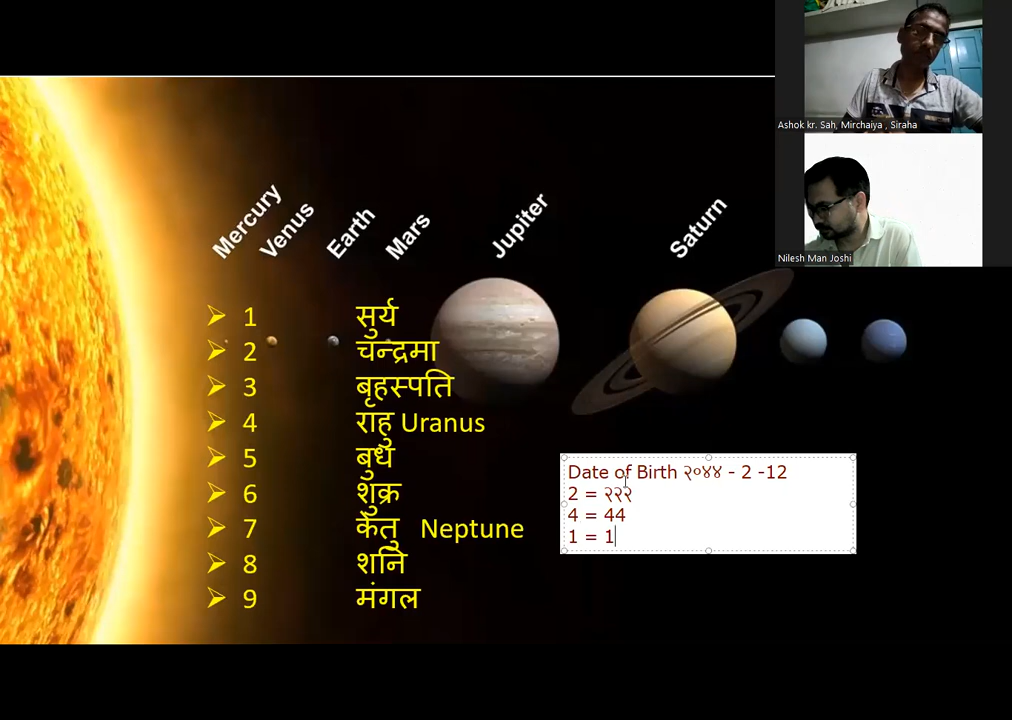 Mercury
Venus
Earth
Mars
Jupiter
Saturn
➢ 1 सुर्य
➢ 2 चन्द्रमा
➢ 3 बृहस्पति
➢ 4 राहु Uranus
➢ 5 बुध
➢ 6 शुक्र
➢ 7 केतु Neptune
➢ 8 शनि
➢ 9 मंगल
Date of Birth २०४४ - 2 -12
2 = २२२
4 = 44
1 = 1
Ashok kr. Sah, Mirchaiya , Siraha
Nilesh Man Joshi